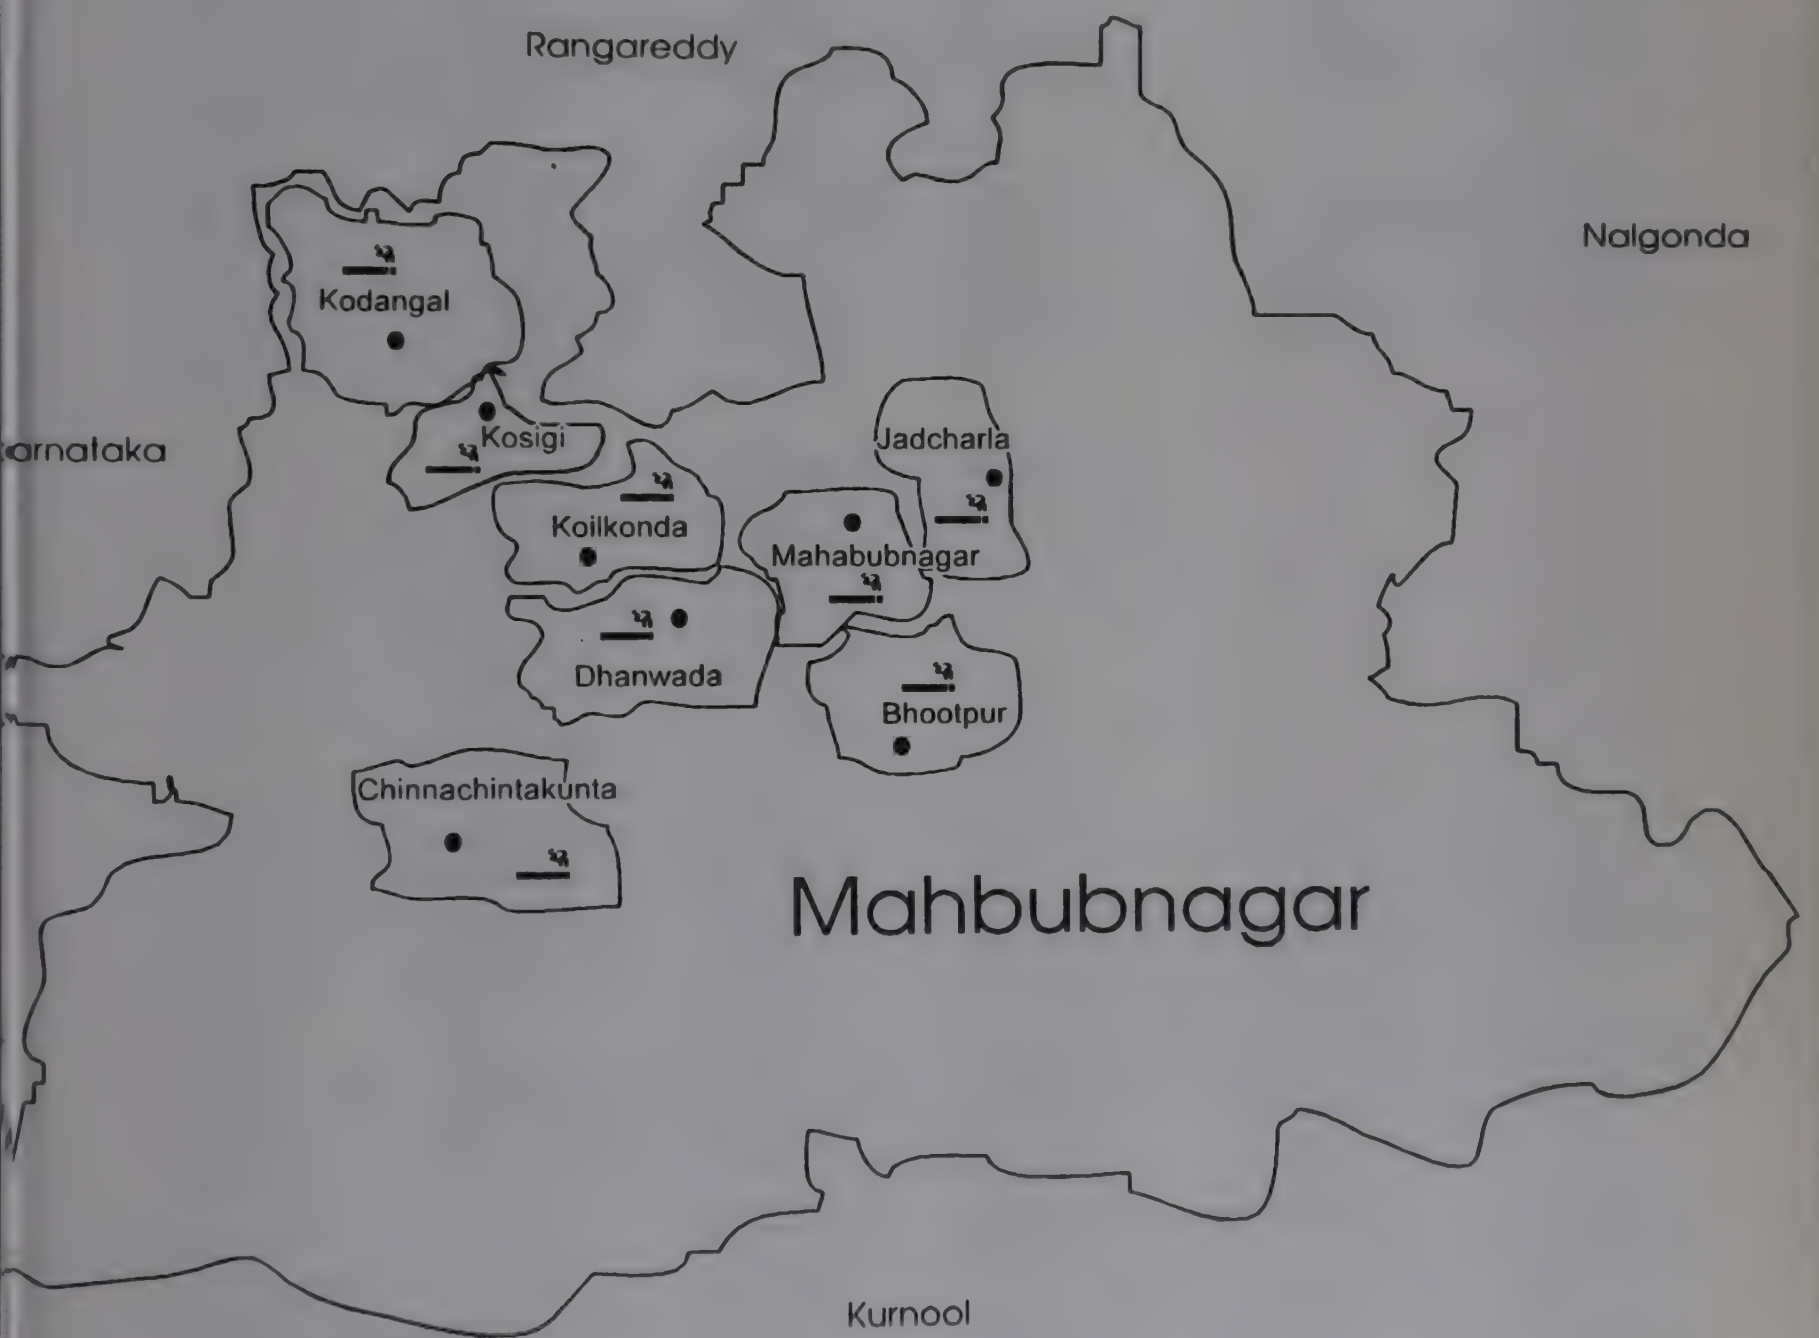 Rangareddy
Nalgonda
Kodangal
arnataka
Kosigi
Jadcharla
Koilkonda
Mahabubnagar
Dhanwada
Bhootpur
Chinnachintakunta
Mahbubnagar
Kurnool